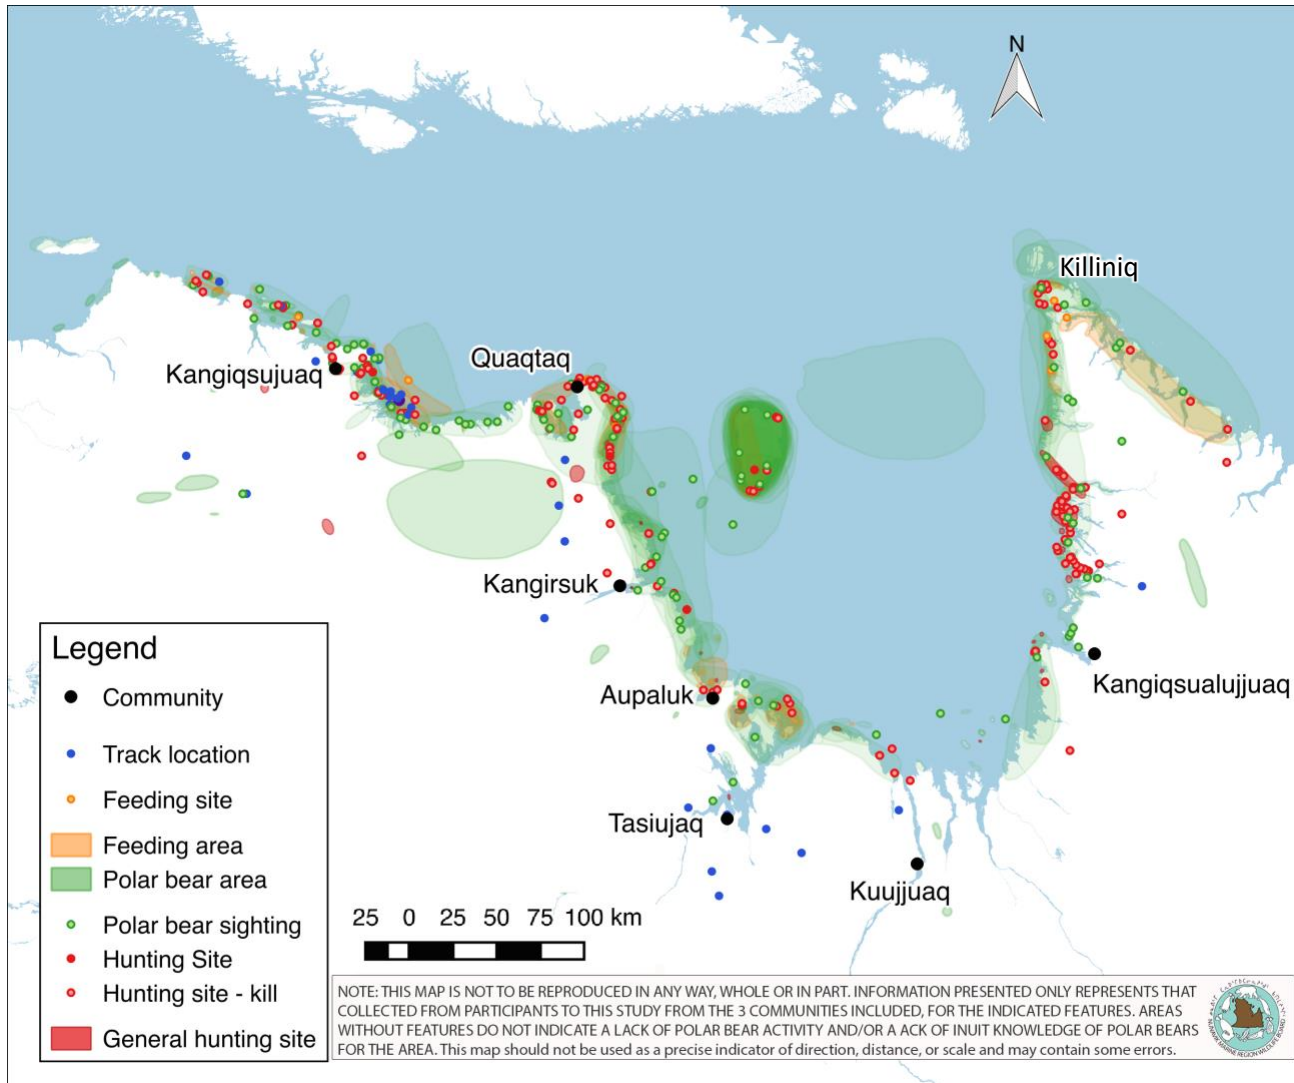 N
Killiniq
Quaqtaq
Kangiqsujuaq
Kangirsuk
Kangiqsualujjuaq
Aupaluk
Tasiujaq
Kuujjuaq
Legend
Community
Track location
Feeding site
Feeding area
Polar bear area
Polar bear sighting
Hunting Site
Hunting site - kill
General hunting site
25 0 25 50 75 100 km
NOTE: THIS MAP IS NOT TO BE REPRODUCED IN ANY WAY, WHOLE OR IN PART. INFORMATION PRESENTED ONLY REPRESENTS THAT
COLLECTED FROM PARTICIPANTS TO THIS STUDY FROM THE 3 COMMUNITIES INCLUDED, FOR THE INDICATED FEATURES. AREAS
WITHOUT FEATURES DO NOT INDICATE A LACK OF POLAR BEAR ACTIVITY AND/OR A ACK OF INUIT KNOWLEDGE OF POLAR BEARS
FOR THE AREA. This map should not be used as a precise indicator of direction, distance, or scale and may contain some errors.
NUNAVIK MARINE REGION WILDLIFE BOARD